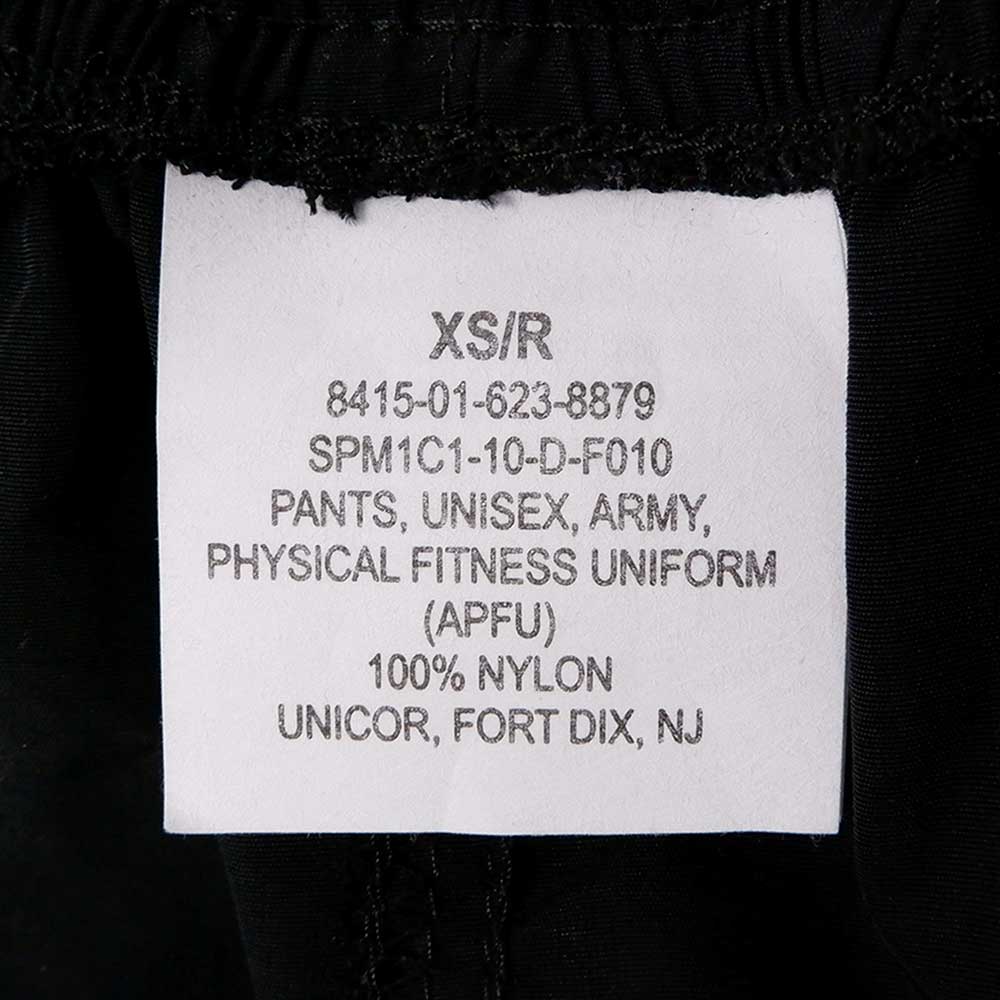 XS/R
8415-01-623-8879
SPM1C1-10-D-F010
PANTS, UNISEX, ARMY,
PHYSICAL FITNESS UNIFORM
(APFU)
100% NYLON
UNICOR, FORT DIX, NJ